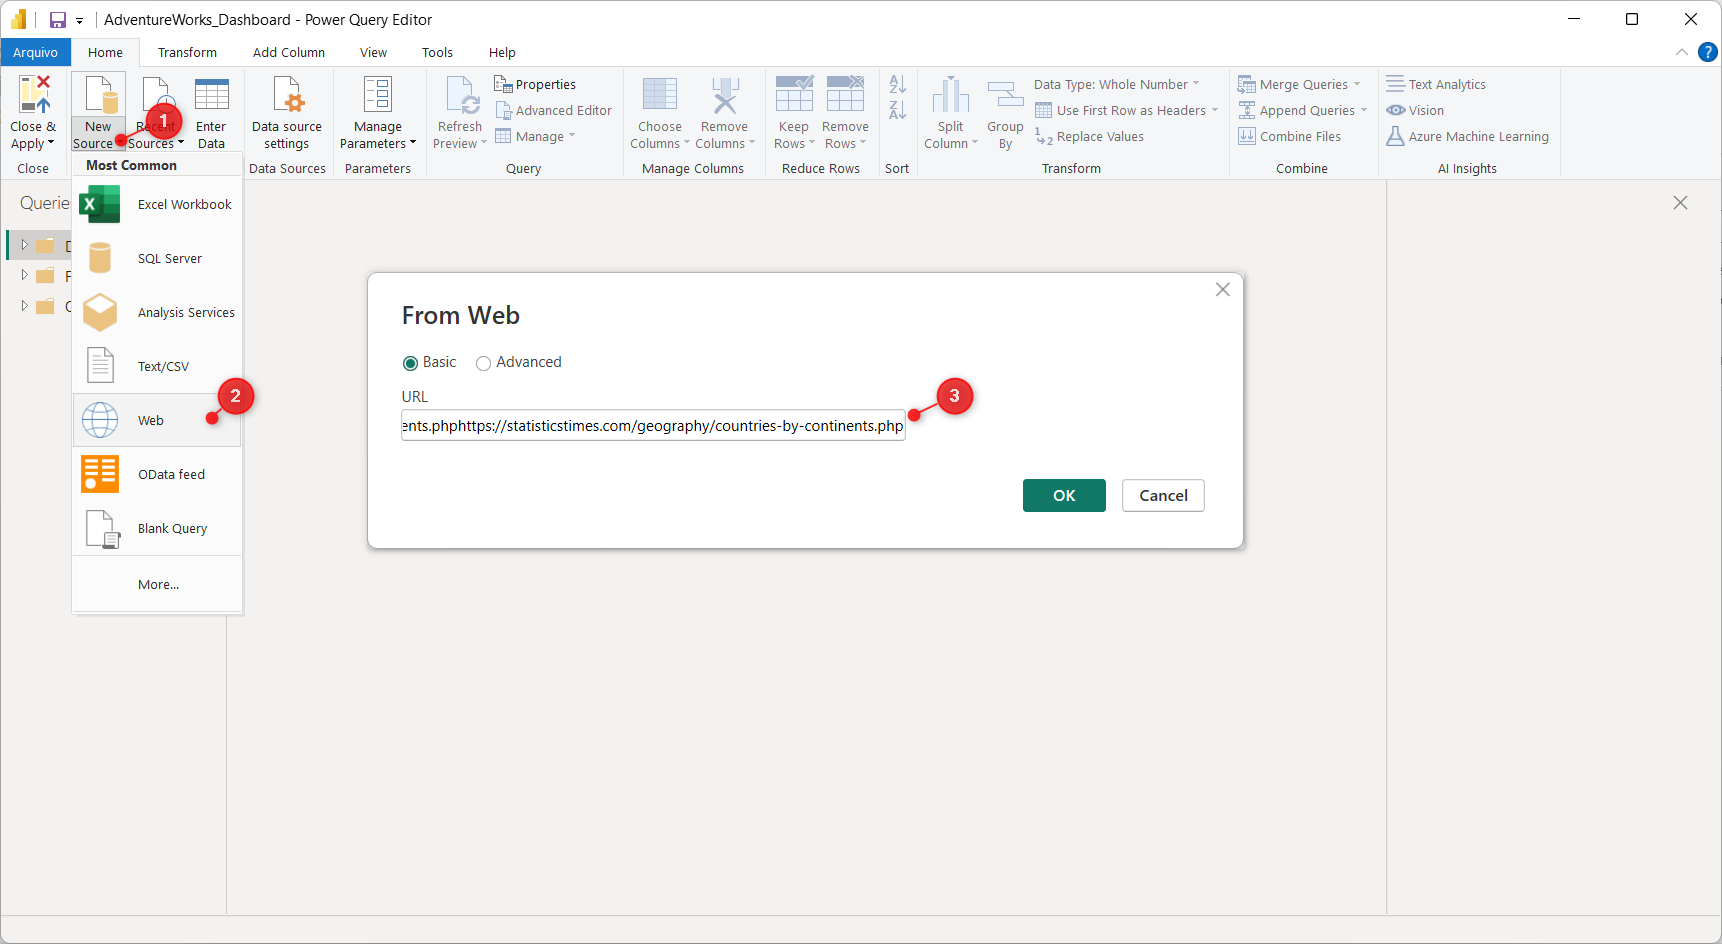 AdventureWorks_Dashboard - Power Query Editor
Arquivo Home Transform Add Column View Tools Help
Close & Apply
New Source
Recent Sources
Enter Data
Data source settings
Manage Parameters
Refresh Preview
Properties
Advanced Editor
Manage
Choose Columns
Remove Columns
Keep Rows
Remove Rows
Split Column
Group By
Data Type: Whole Number
Use First Row as Headers
Replace Values
Merge Queries
Append Queries
Combine Files
Text Analytics
Vision
Azure Machine Learning
Close Data Sources Parameters Query Manage Columns Reduce Rows Sort Transform Combine AI Insights
1
Most Common
Excel Workbook
SQL Server
Analysis Services
Text/CSV
Web
2
OData feed
Blank Query
More...
From Web
Basic Advanced
URL
ents.phphttps://statisticstimes.com/geography/countries-by-continents.php
3
OK Cancel